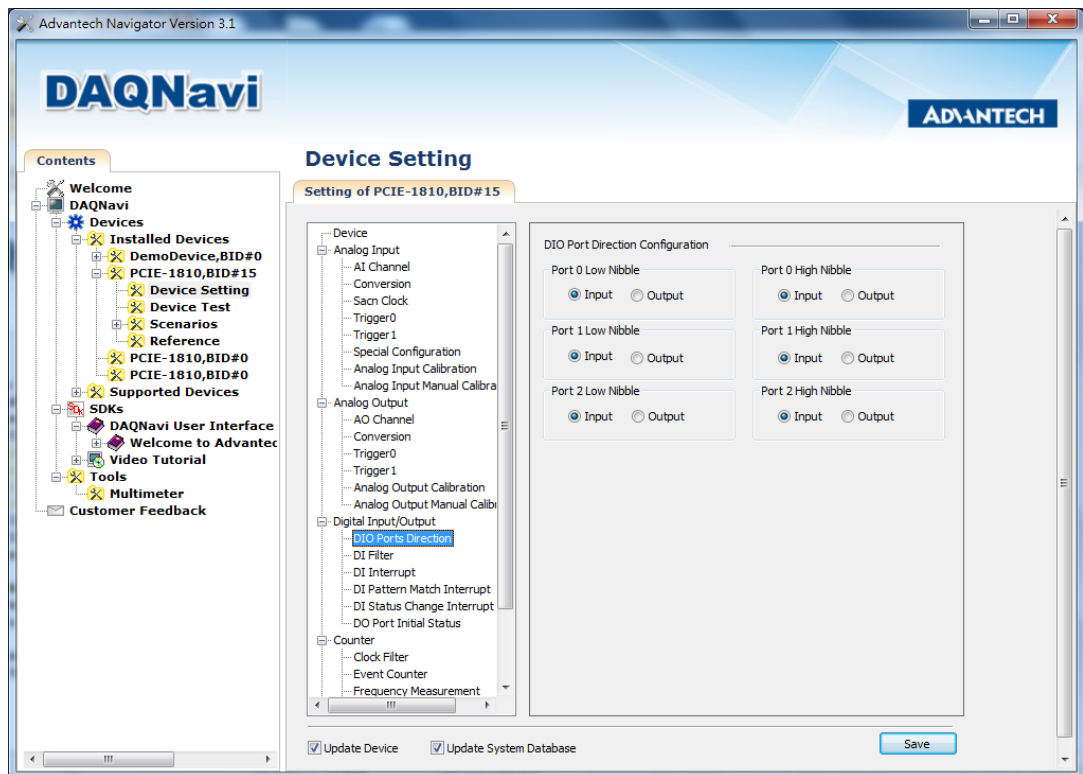 Advantech Navigator Version 3.1
DAQNavi
ADVANTECH
Contents
Welcome
DAQNavi
Devices
Installed Devices
DemoDevice,BID#0
PCIE-1810,BID#15
Device Setting
Device Test
Scenarios
Reference
PCIE-1810,BID#0
PCIE-1810,BID#0
Supported Devices
SDKs
DAQNavi User Interface
Welcome to Advantec
Video Tutorial
Tools
Multimeter
Customer Feedback
Device Setting
Setting of PCIE-1810,BID#15
Device
Analog Input
AI Channel
Conversion
Sacn Clock
Trigger0
Trigger1
Special Configuration
Analog Input Calibration
Analog Input Manual Calibra
Analog Output
AO Channel
Conversion
Trigger0
Trigger1
Analog Output Calibration
Analog Output Manual Calib
Digital Input/Output
DIO Ports Direction
DI Filter
DI Interrupt
DI Pattern Match Interrupt
DI Status Change Interrupt
DO Port Initial Status
Counter
Clock Filter
Event Counter
Frequency Measurement
DIO Port Direction Configuration
Port 0 Low Nibble
Input Output
Port 0 High Nibble
Input Output
Port 1 Low Nibble
Input Output
Port 1 High Nibble
Input Output
Port 2 Low Nibble
Input Output
Port 2 High Nibble
Input Output
Update Device
Update System Database
Save